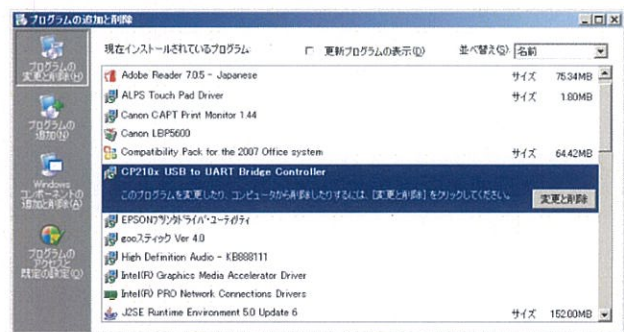 プログラムの追加と削除
現在インストールされているプログラム:
更新プログラムの表示(D)
並べ替え(S):
名前
プログラムの
変更と削除(H)
プログラムの
追加(N)
Windows
コンポーネントの
追加と削除(A)
プログラムの
アクセスと
既定の設定(O)
Adobe Reader 7.0.5 - Japanese サイズ 75.34MB
ALPS Touch Pad Driver サイズ 1.80MB
Canon CAPT Print Monitor 1.44
Canon LBP5600
Compatibility Pack for the 2007 Office system サイズ 64.42MB
CP210x USB to UART Bridge Controller
このプログラムを変更したり、コンピュータから削除したりするには、[変更と削除] をクリックしてください。
変更と削除
EPSONプリンタドライバ・ユーティリティ
gooスティック Ver 4.0
High Definition Audio - KB888111
Intel(R) Graphics Media Accelerator Driver
Intel(R) PRO Network Connections Drivers
J2SE Runtime Environment 5.0 Update 6 サイズ 152.00MB